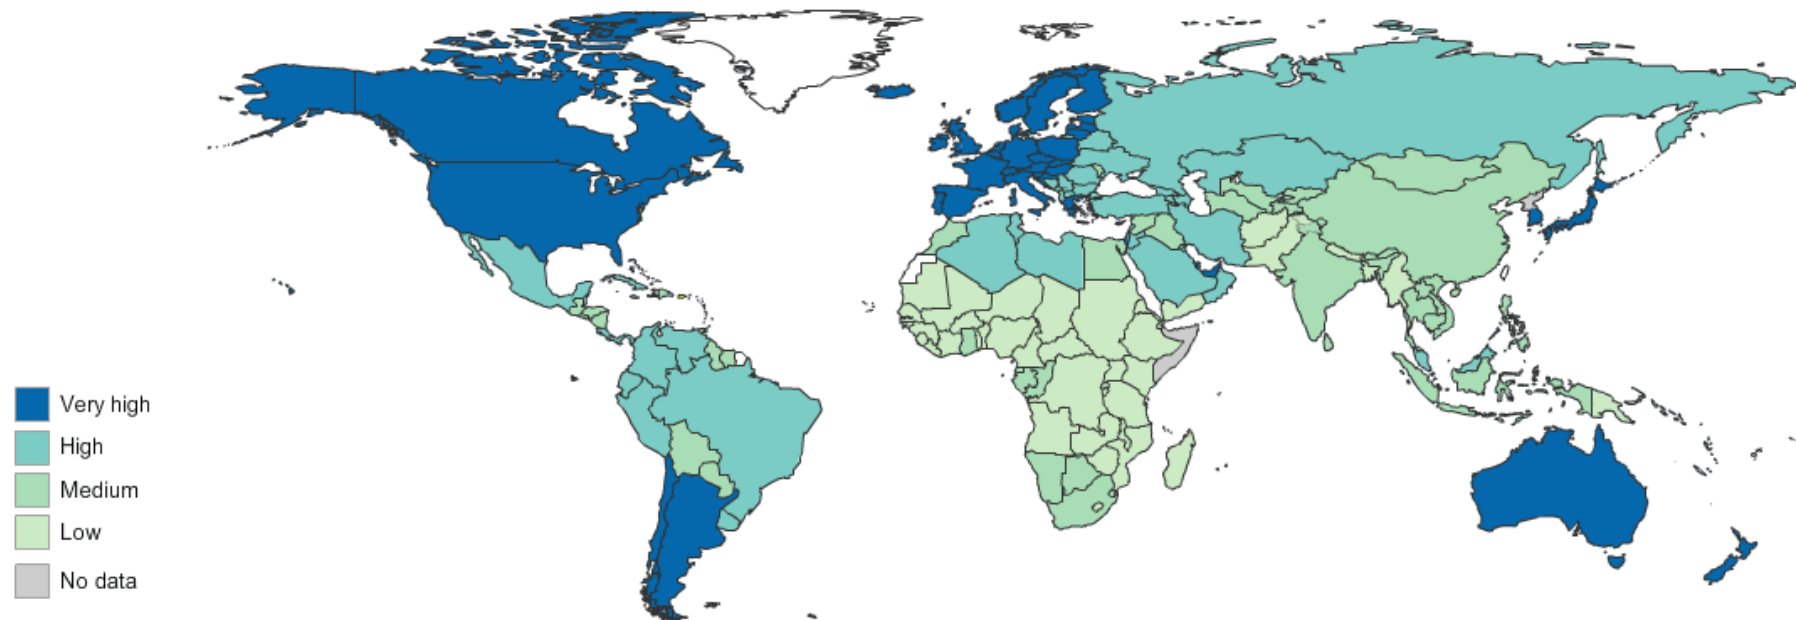 Very high
High
Medium
Low
No data